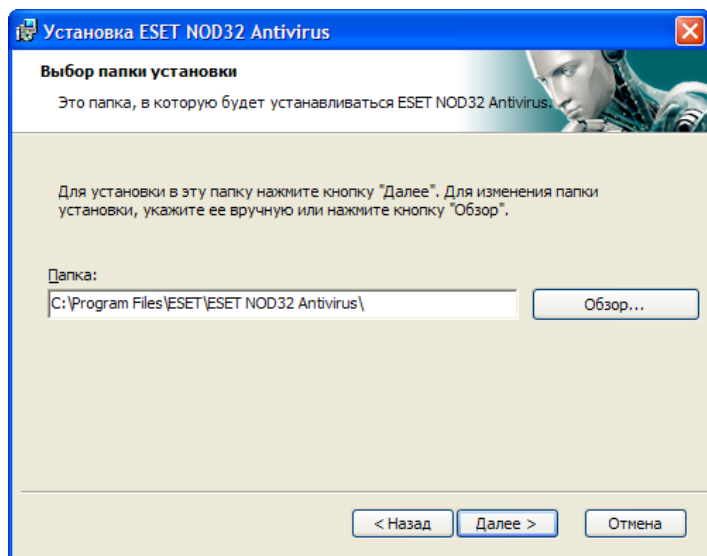 Установка ESET NOD32 Antivirus
Выбор папки установки
Это папка, в которую будет устанавливаться ESET NOD32 Antivirus.
Для установки в эту папку нажмите кнопку "Далее". Для изменения папки
установки, укажите ее вручную или нажмите кнопку "Обзор".
Папка:
C:\Program Files\ESET\ESET NOD32 Antivirus\
Обзор...
< Назад
Далее >
Отмена